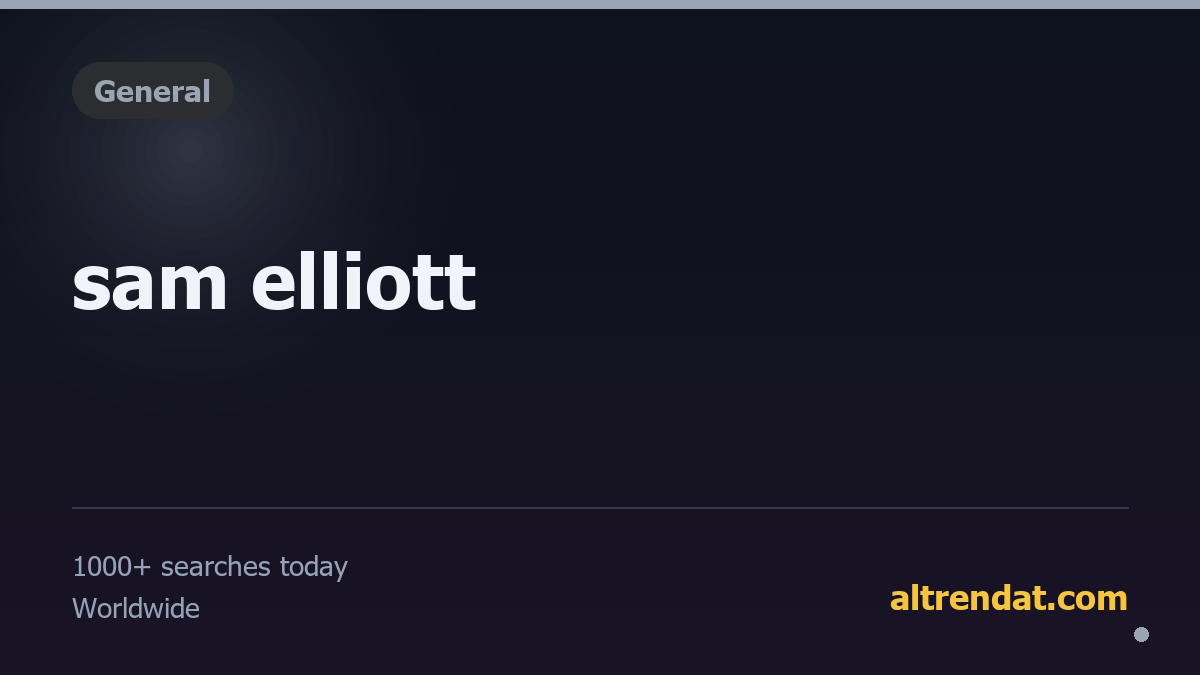 General
sam elliott
1000+ searches today
Worldwide
altrendat.com